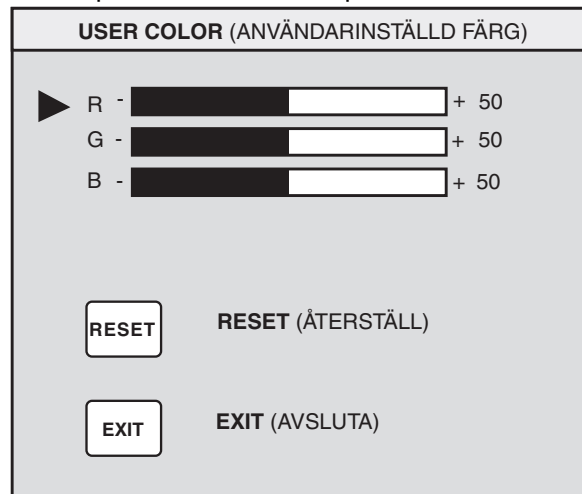 USER COLOR (ANVÄNDARINSTÄLLD FÄRG)
R - + 50
G - + 50
B - + 50
RESET RESET (ÅTERSTÄLL)
EXIT EXIT (AVSLUTA)